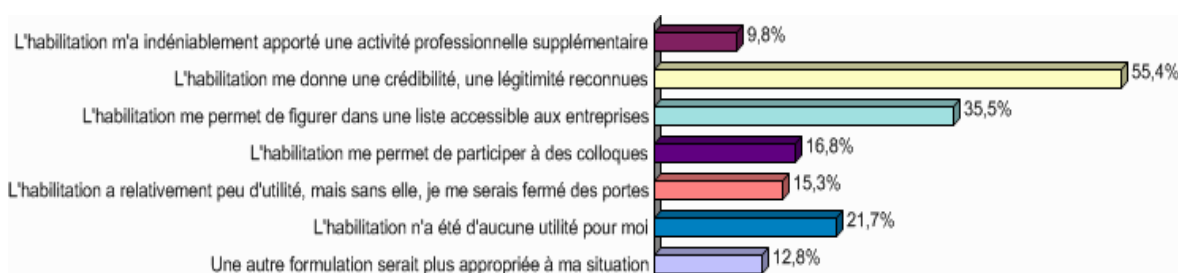 L'habilitation m'a indéniablement apporté une activité professionnelle supplémentaire 9,8%
L'habilitation me donne une crédibilité, une légitimité reconnues 55,4%
L'habilitation me permet de figurer dans une liste accessible aux entreprises 35,5%
L'habilitation me permet de participer à des colloques 16,8%
L'habilitation a relativement peu d'utilité, mais sans elle, je me serais fermé des portes 15,3%
L'habilitation n'a été d'aucune utilité pour moi 21,7%
Une autre formulation serait plus appropriée à ma situation 12,8%